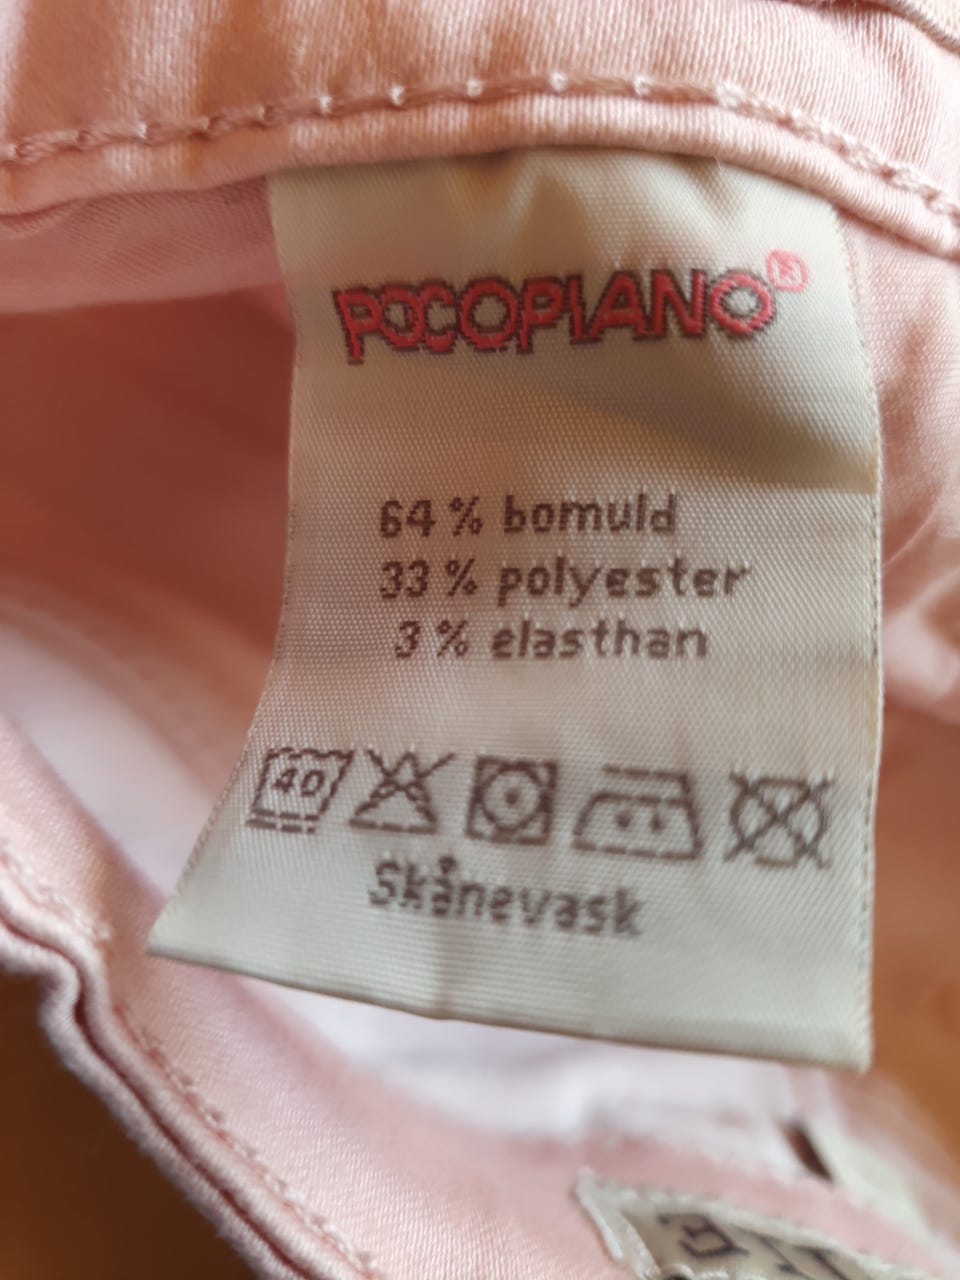 POCOPIANO®
64 % bomuld
33 % polyester
3 % elasthan
40
Skånevask